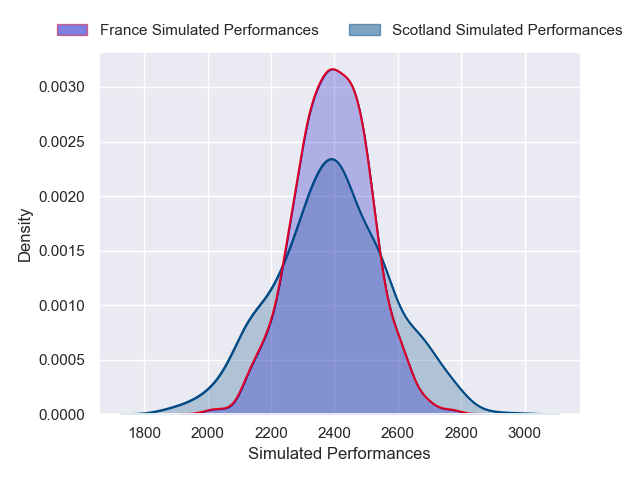 France Simulated Performances Scotland Simulated Performances
0.0030
0.0025
0.0020
0.0015
0.0010
0.0005
0.0000
Density
1800 2000 2200 2400 2600 2800 3000
Simulated Performances